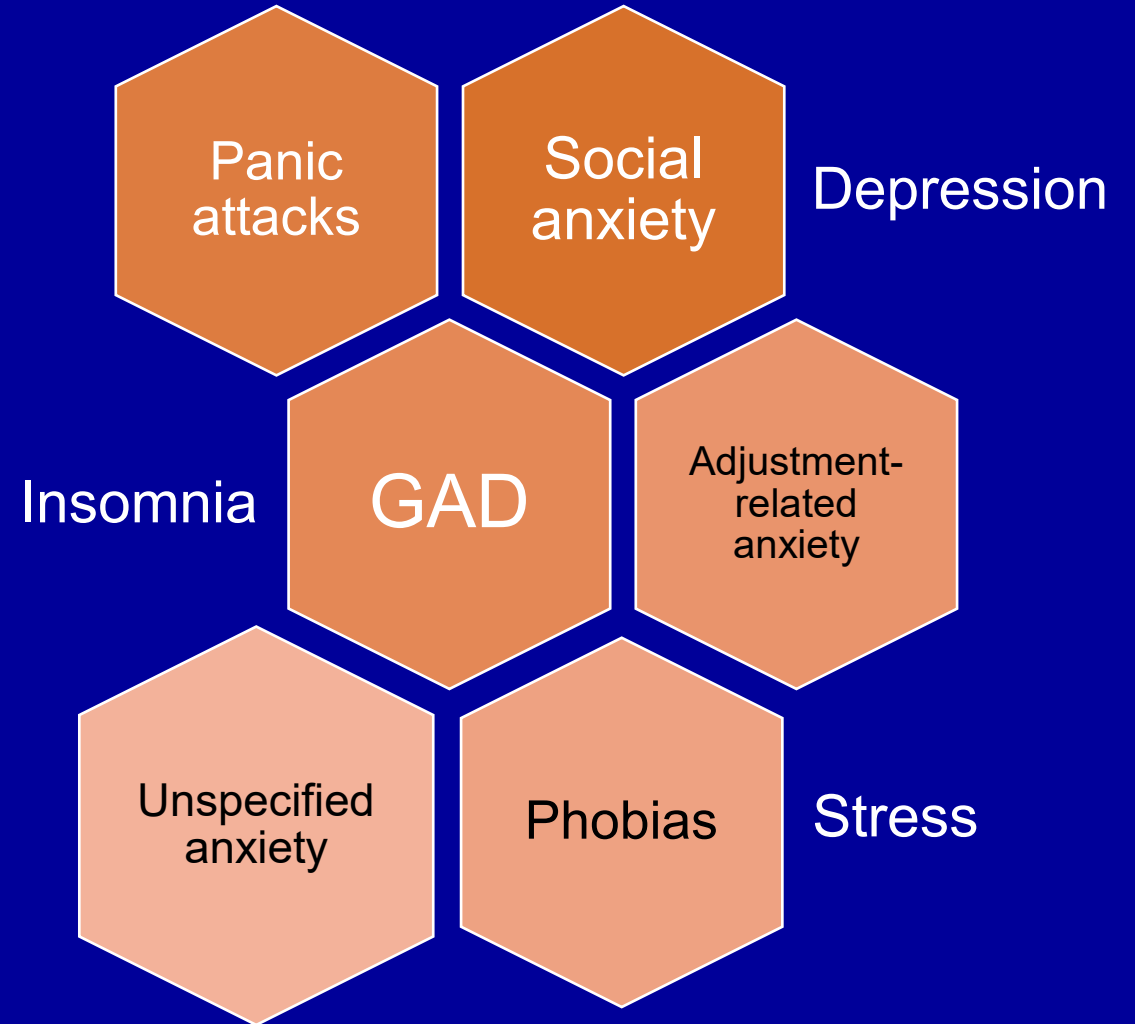 Panic
attacks
Social
anxiety
Depression
Insomnia
GAD
Adjustment-
related
anxiety
Unspecified
anxiety
Phobias
Stress